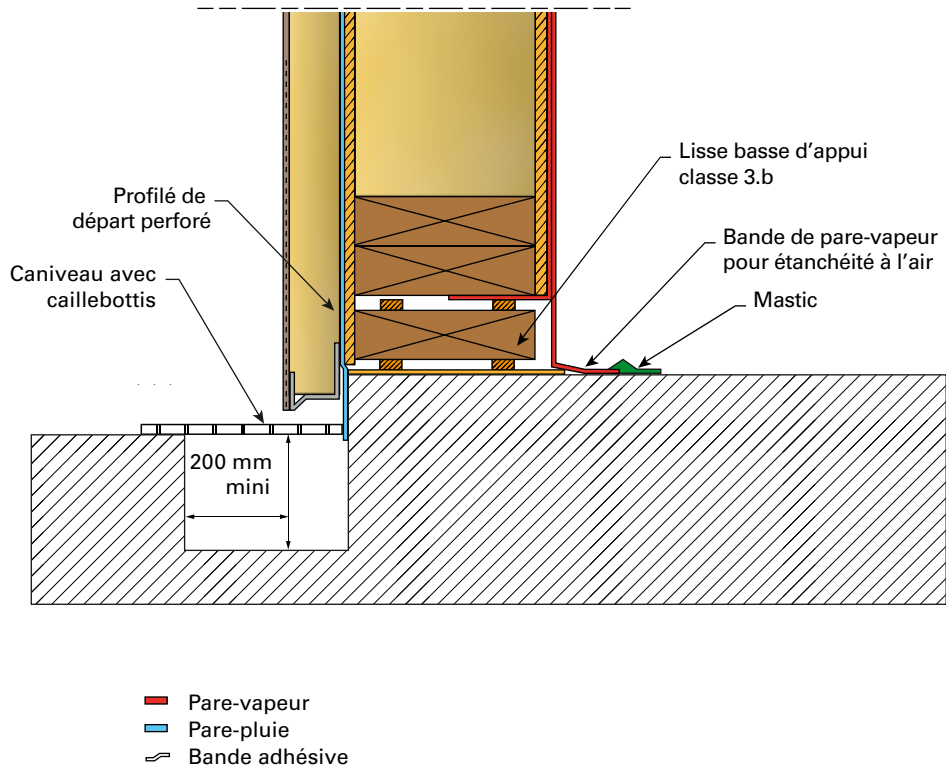 Lisse basse d'appui
classe 3.b
Profilé de
départ perforé
Bande de pare-vapeur
pour étanchéité à l'air
Caniveau avec
caillebottis
Mastic
200 mm
mini
Pare-vapeur
Pare-pluie
Bande adhésive